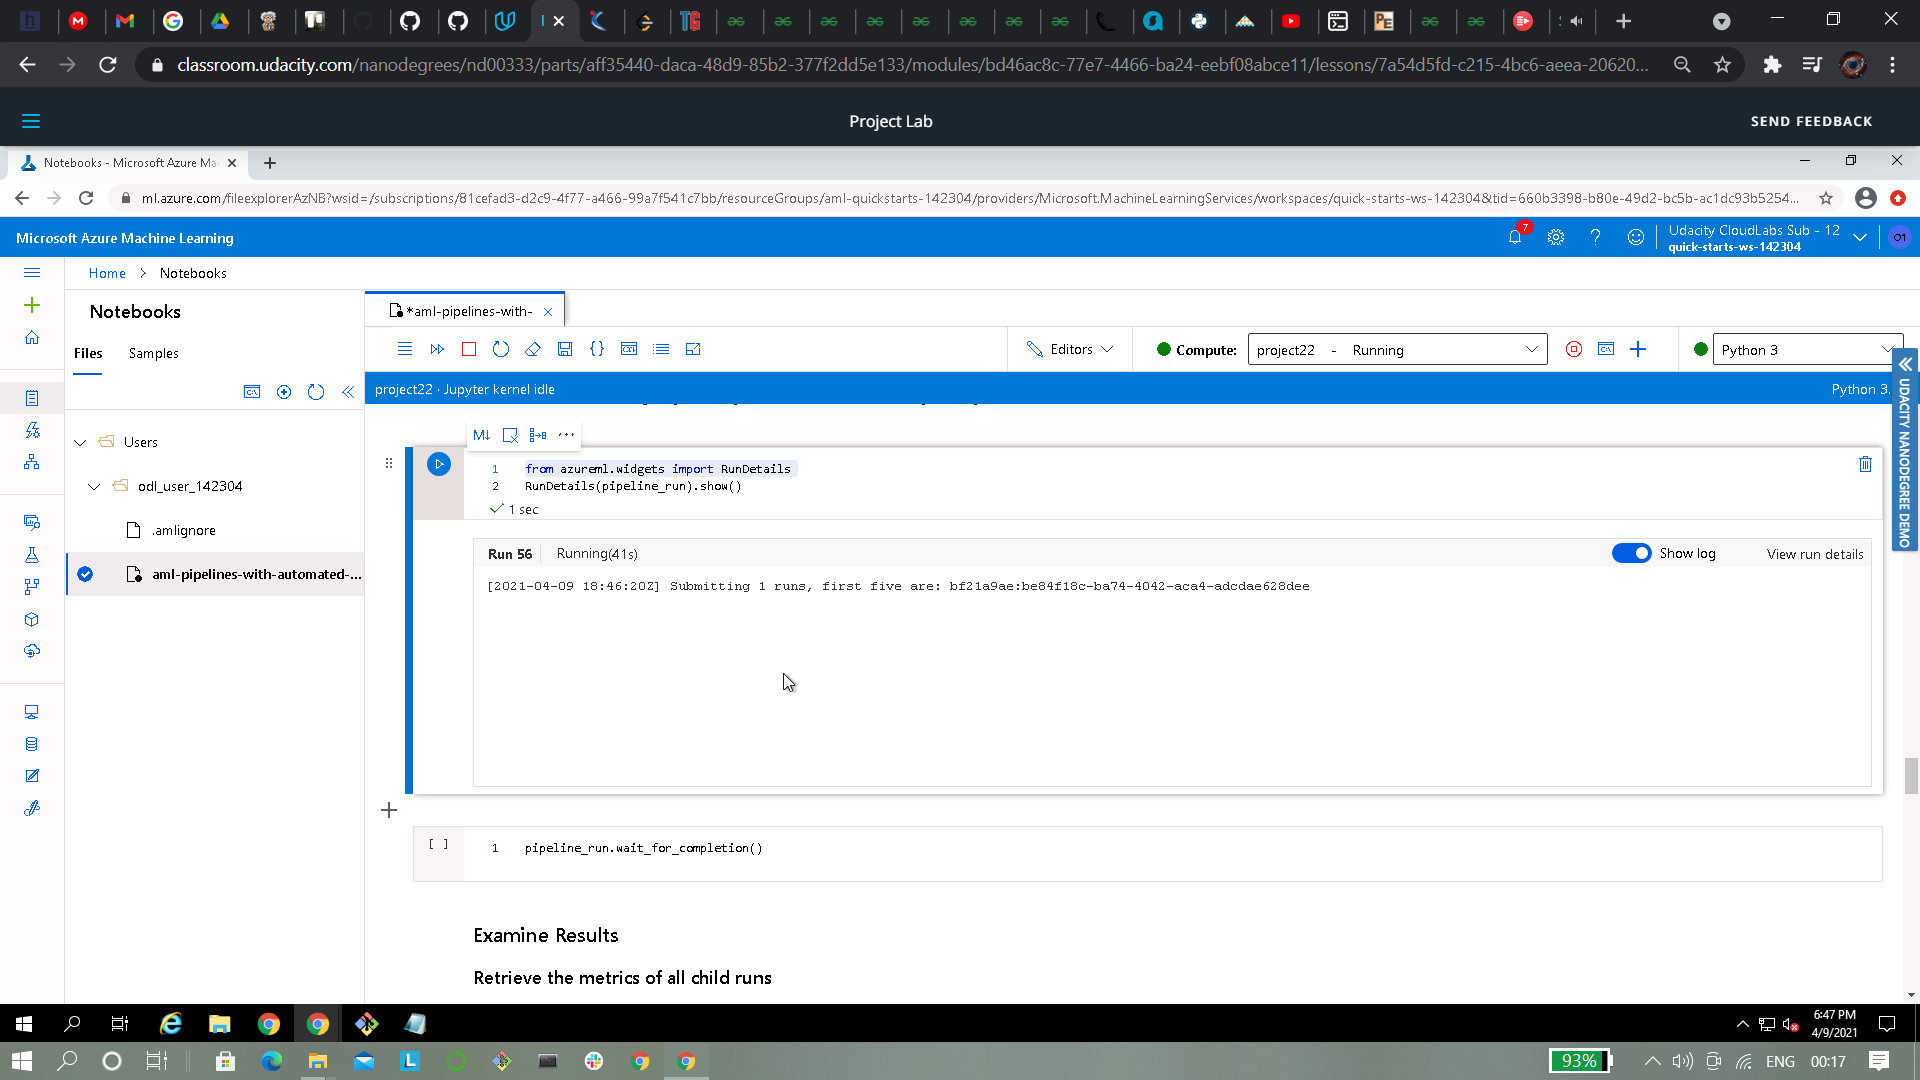 classroom.udacity.com/nanodegrees/nd00333/parts/aff35440-daca-48d9-85b2-377f2dd5e133/modules/bd46ac8c-77e7-4466-ba24-eebf08abce11/lessons/7a54d5fd-c215-4bc6-aeea-20620...
Project Lab
SEND FEEDBACK
Notebooks - Microsoft Azure Ma
ml.azure.com/fileexplorerAzNB?wsid=/subscriptions/81cefad3-d2c9-4f77-a466-99a7f541c7bb/resourceGroups/aml-quickstarts-142304/providers/Microsoft.MachineLearningServices/workspaces/quick-starts-ws-142304&tid=660b3398-b80e-49d2-bc5b-ac1dc93b5254...
Microsoft Azure Machine Learning
7
Udacity CloudLabs Sub - 12
quick-starts-ws-142304
O1
Home > Notebooks
Notebooks
*aml-pipelines-with-
Files Samples
Editors
Compute: project22 - Running
Python 3
project22 · Jupyter kernel idle
Python 3.
UDACITY NANODEGREE DEMO
Users
odl_user_142304
.amlignore
aml-pipelines-with-automated-...
M↓ ...
1 from azureml.widgets import RunDetails
2 RunDetails(pipeline_run).show()
1 sec
Run 56 Running(41s)
Show log
View run details
[2021-04-09 18:46:20Z] Submitting 1 runs, first five are: bf21a9ae:be84f18c-ba74-4042-aca4-adcdae628dee
[ ] 1 pipeline_run.wait_for_completion()
Examine Results
Retrieve the metrics of all child runs
6:47 PM
4/9/2021
93%
ENG
00:17